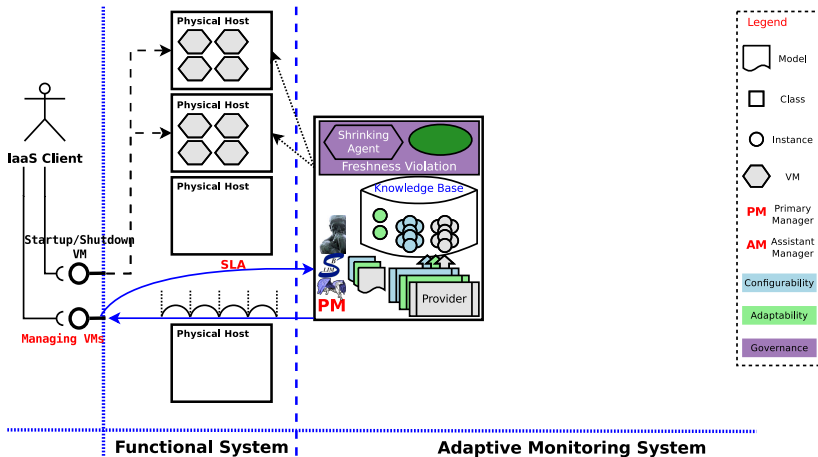 Physical Host
Physical Host
Physical Host
Physical Host
IaaS Client
Startup/Shutdown
VM
Managing VMs
SLA
Shrinking
Agent
Freshness Violation
Knowledge Base
PM
Provider
Functional System
Adaptive Monitoring System
Legend
Model
Class
Instance
VM
PM Primary
Manager
AM Assistant
Manager
Configurability
Adaptability
Governance